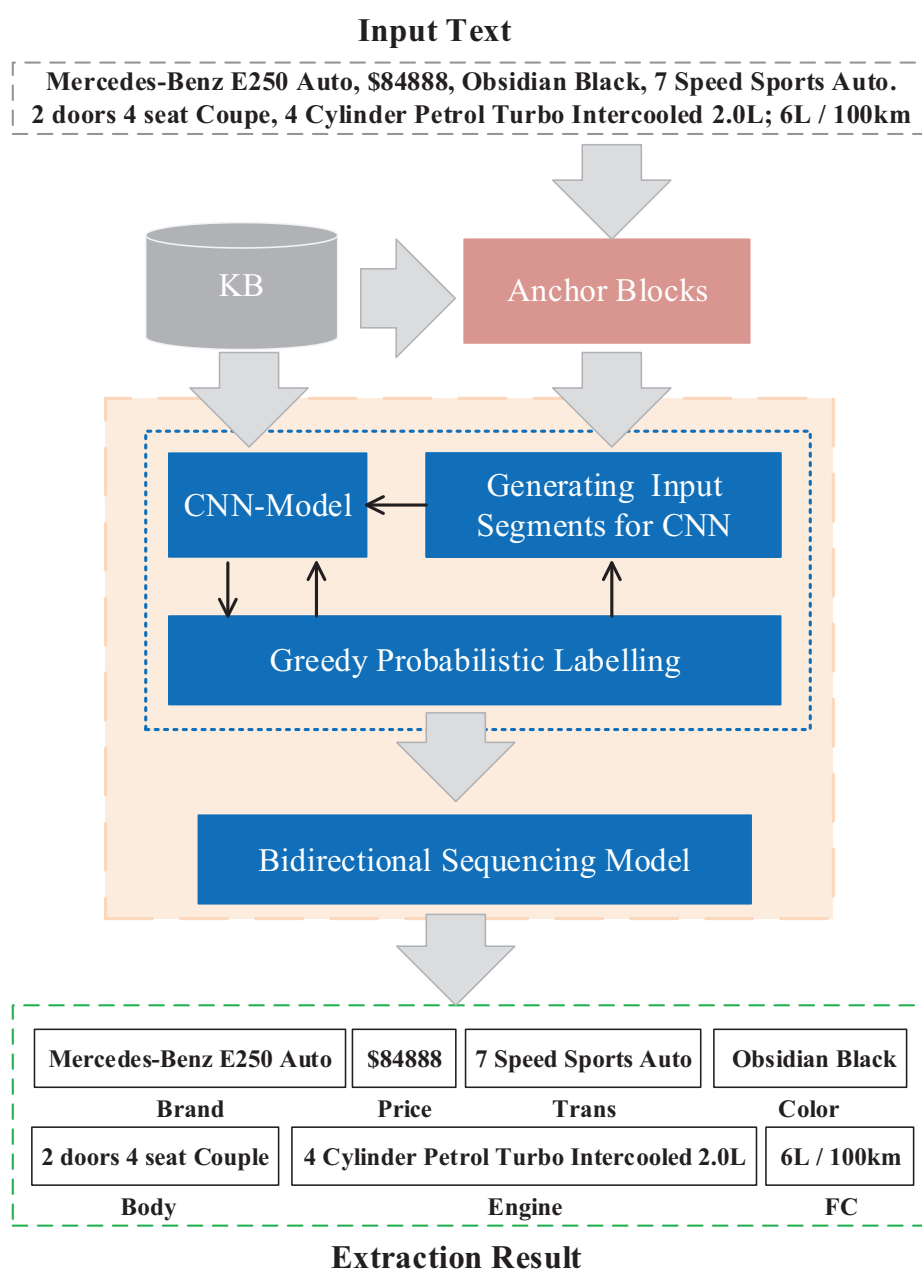 Input Text
Mercedes-Benz E250 Auto, $84888, Obsidian Black, 7 Speed Sports Auto.
2 doors 4 seat Coupe, 4 Cylinder Petrol Turbo Intercooled 2.0L; 6L / 100km
KB
Anchor Blocks
CNN-Model
Generating Input
Segments for CNN
Greedy Probabilistic Labelling
Bidirectional Sequencing Model
Mercedes-Benz E250 Auto
$84888
7 Speed Sports Auto
Obsidian Black
Brand
Price
Trans
Color
2 doors 4 seat Couple
4 Cylinder Petrol Turbo Intercooled 2.0L
6L / 100km
Body
Engine
FC
Extraction Result